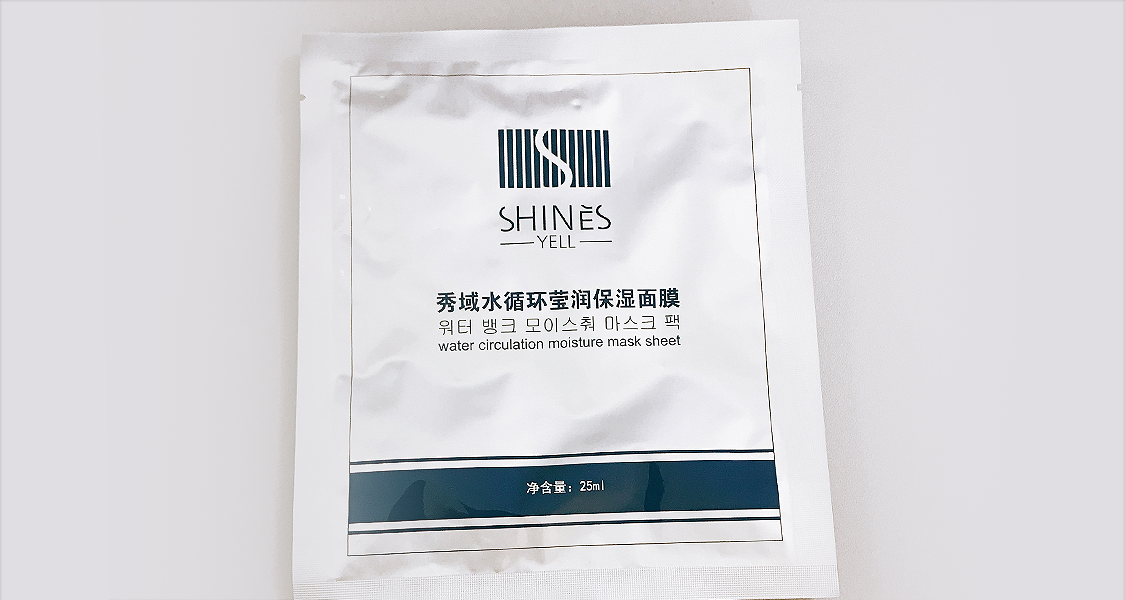 SHINÈS
YELL
秀域水循环莹润保湿面膜
워터 뱅크 모이스춰 마스크 팩
water circulation moisture mask sheet
净含量：25ml